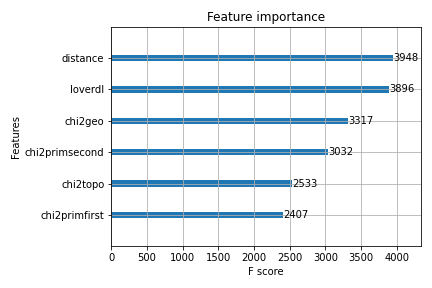 Feature importance
Features
distance
3948
loverdl
3896
chi2geo
3317
chi2primsecond
3032
chi2topo
2533
chi2primfirst
2407
0 500 1000 1500 2000 2500 3000 3500 4000
F score